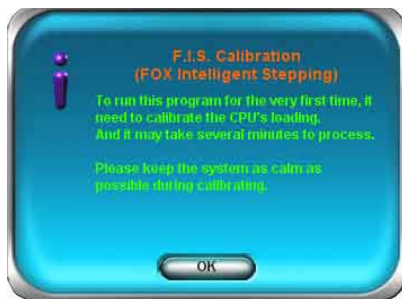 F.I.S. Calibration
(FOX Intelligent Stepping)
To run this program for the very first time, it
need to calibrate the CPU's loading.
And it may take several minutes to process.
Please keep the system as calm as
possible during calibrating.
OK